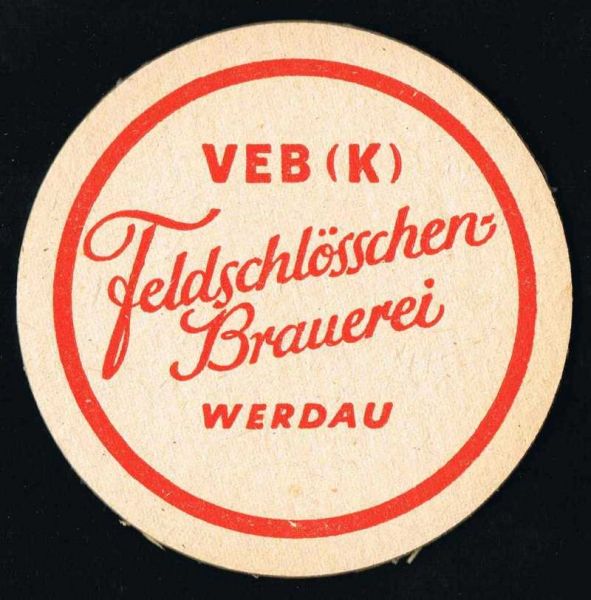 VEB (K)
Feldschlösschen-
Brauerei
WERDAU